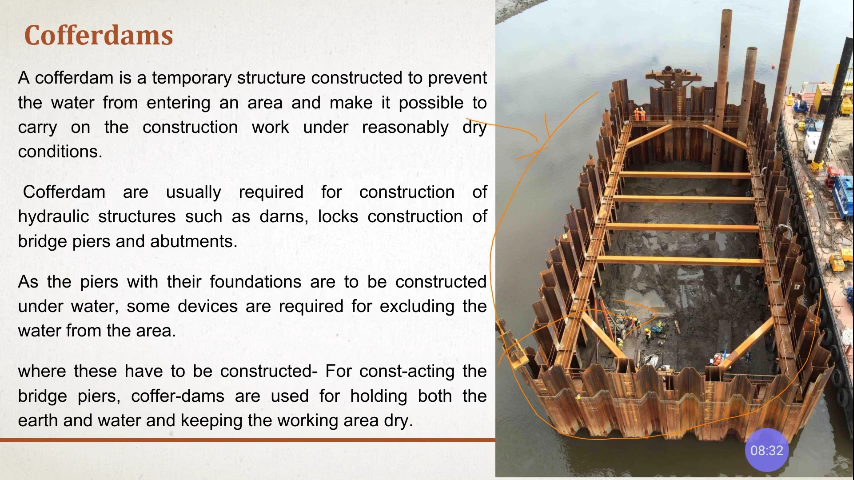 Cofferdams
A cofferdam is a temporary structure constructed to prevent
the water from entering an area and make it possible to
carry on the construction work under reasonably dry
conditions.
Cofferdam are usually required for construction of
hydraulic structures such as darns, locks construction of
bridge piers and abutments.
As the piers with their foundations are to be constructed
under water, some devices are required for excluding the
water from the area.
where these have to be constructed- For const-acting the
bridge piers, coffer-dams are used for holding both the
earth and water and keeping the working area dry.
08:32